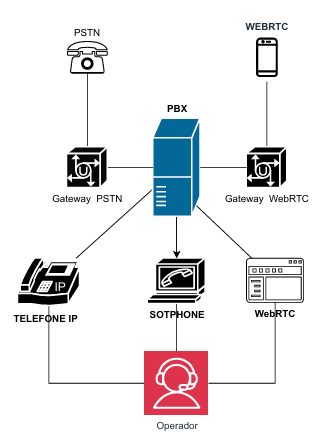 PSTN
WEBRTC
PBX
Gateway PSTN
Gateway WebRTC
IP
TELEFONE IP
SOTPHONE
WebRTC
Operador